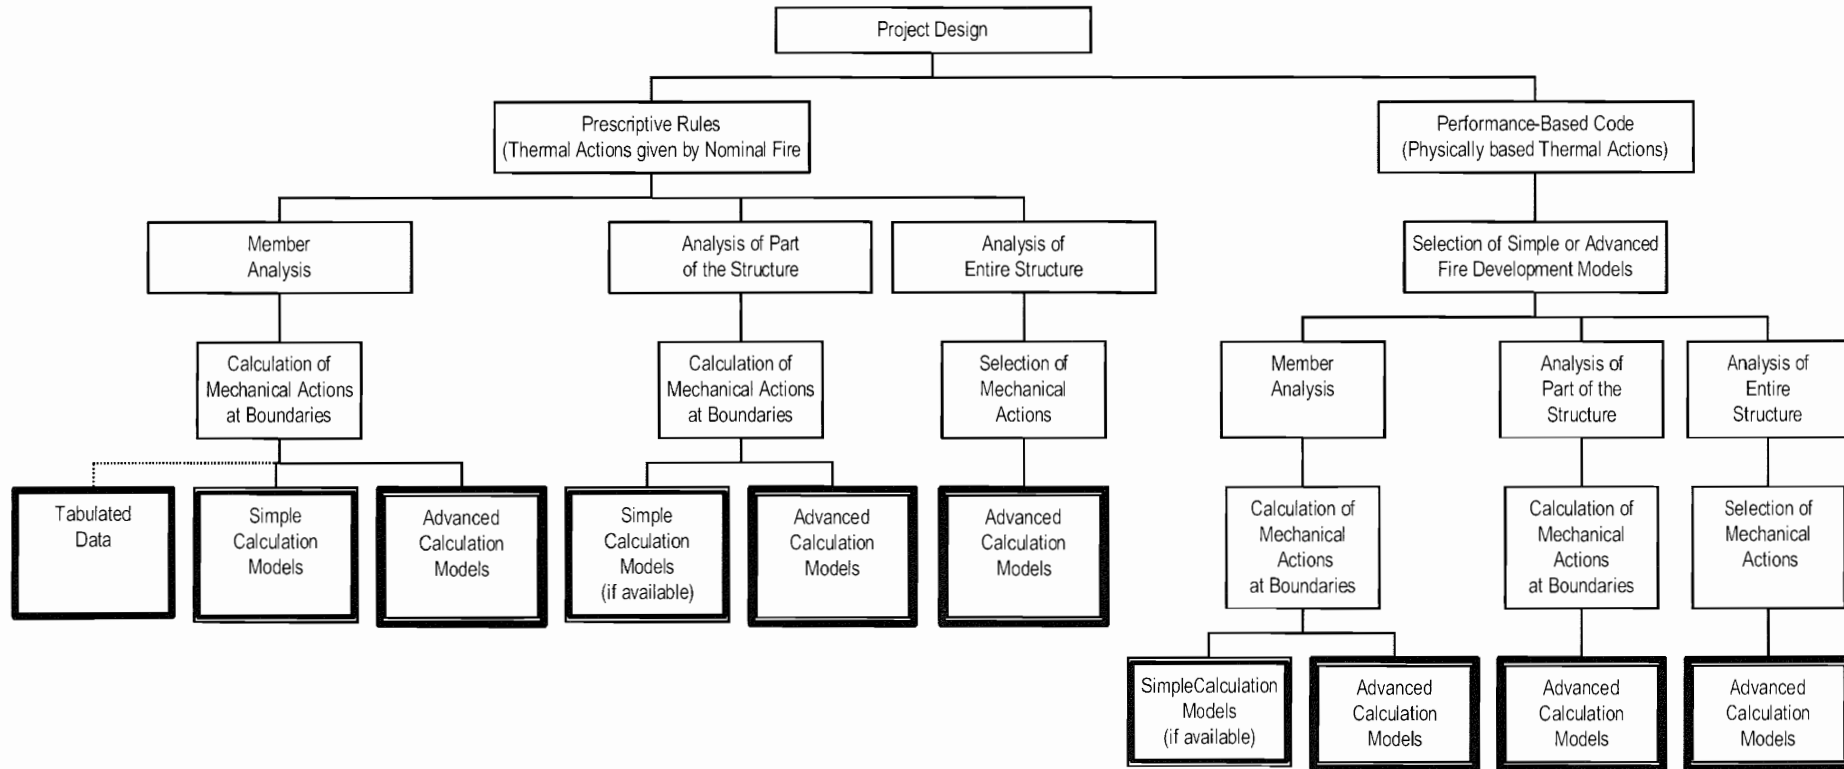 Project Design
Prescriptive Rules
(Thermal Actions given by Nominal Fire
Performance-Based Code
(Physically based Thermal Actions)
Member
Analysis
Analysis of Part
of the Structure
Analysis of
Entire Structure
Selection of Simple or Advanced
Fire Development Models
Calculation of
Mechanical Actions
at Boundaries
Calculation of
Mechanical Actions
at Boundaries
Selection of
Mechanical
Actions
Member
Analysis
Analysis of
Part of the
Structure
Analysis of
Entire
Structure
Tabulated
Data
Simple
Calculation
Models
Advanced
Calculation
Models
Simple
Calculation
Models
(if available)
Advanced
Calculation
Models
Advanced
Calculation
Models
Calculation of
Mechanical
Actions
at Boundaries
Calculation of
Mechanical
Actions
at Boundaries
Selection of
Mechanical
Actions
SimpleCalculation
Models
(if available)
Advanced
Calculation
Models
Advanced
Calculation
Models
Advanced
Calculation
Models